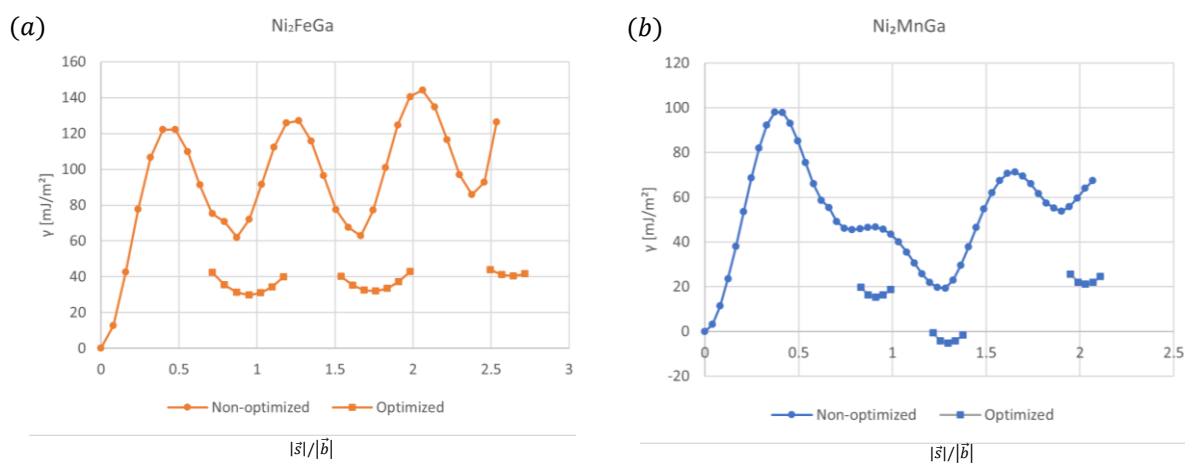 (a)
Ni₂FeGa
γ [mJ/m²]
160
140
120
100
80
60
40
20
0
0 0.5 1 1.5 2 2.5 3
Non-optimized Optimized
|s⃗|/|b⃗|
(b)
Ni₂MnGa
γ [mJ/m²]
120
100
80
60
40
20
0
-20
0 0.5 1 1.5 2 2.5
Non-optimized Optimized
|s⃗|/|b⃗|